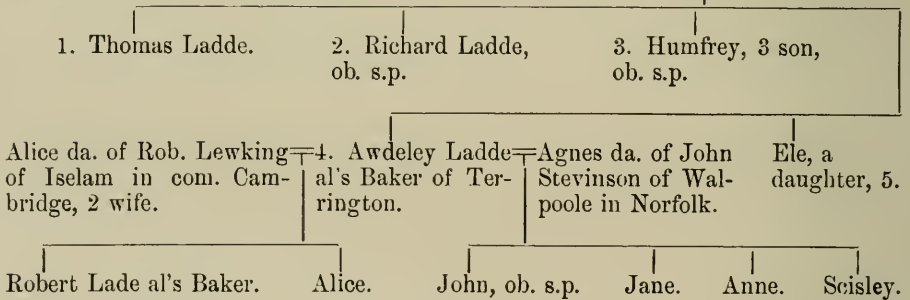 1. Thomas Ladde. 2. Richard Ladde, 3. Humfrey, 3 son,
ob. s.p. ob. s.p.
Alice da. of Rob. Lewking 4. Awdeley Ladde Agnes da. of John Ele, a
of Iselam in com. Cam- al's Baker of Ter- Stevinson of Wal- daughter, 5.
bridge, 2 wife. rington. poole in Norfolk.
Robert Lade al's Baker. Alice. John, ob. s.p. Jane. Anne. Scisley.